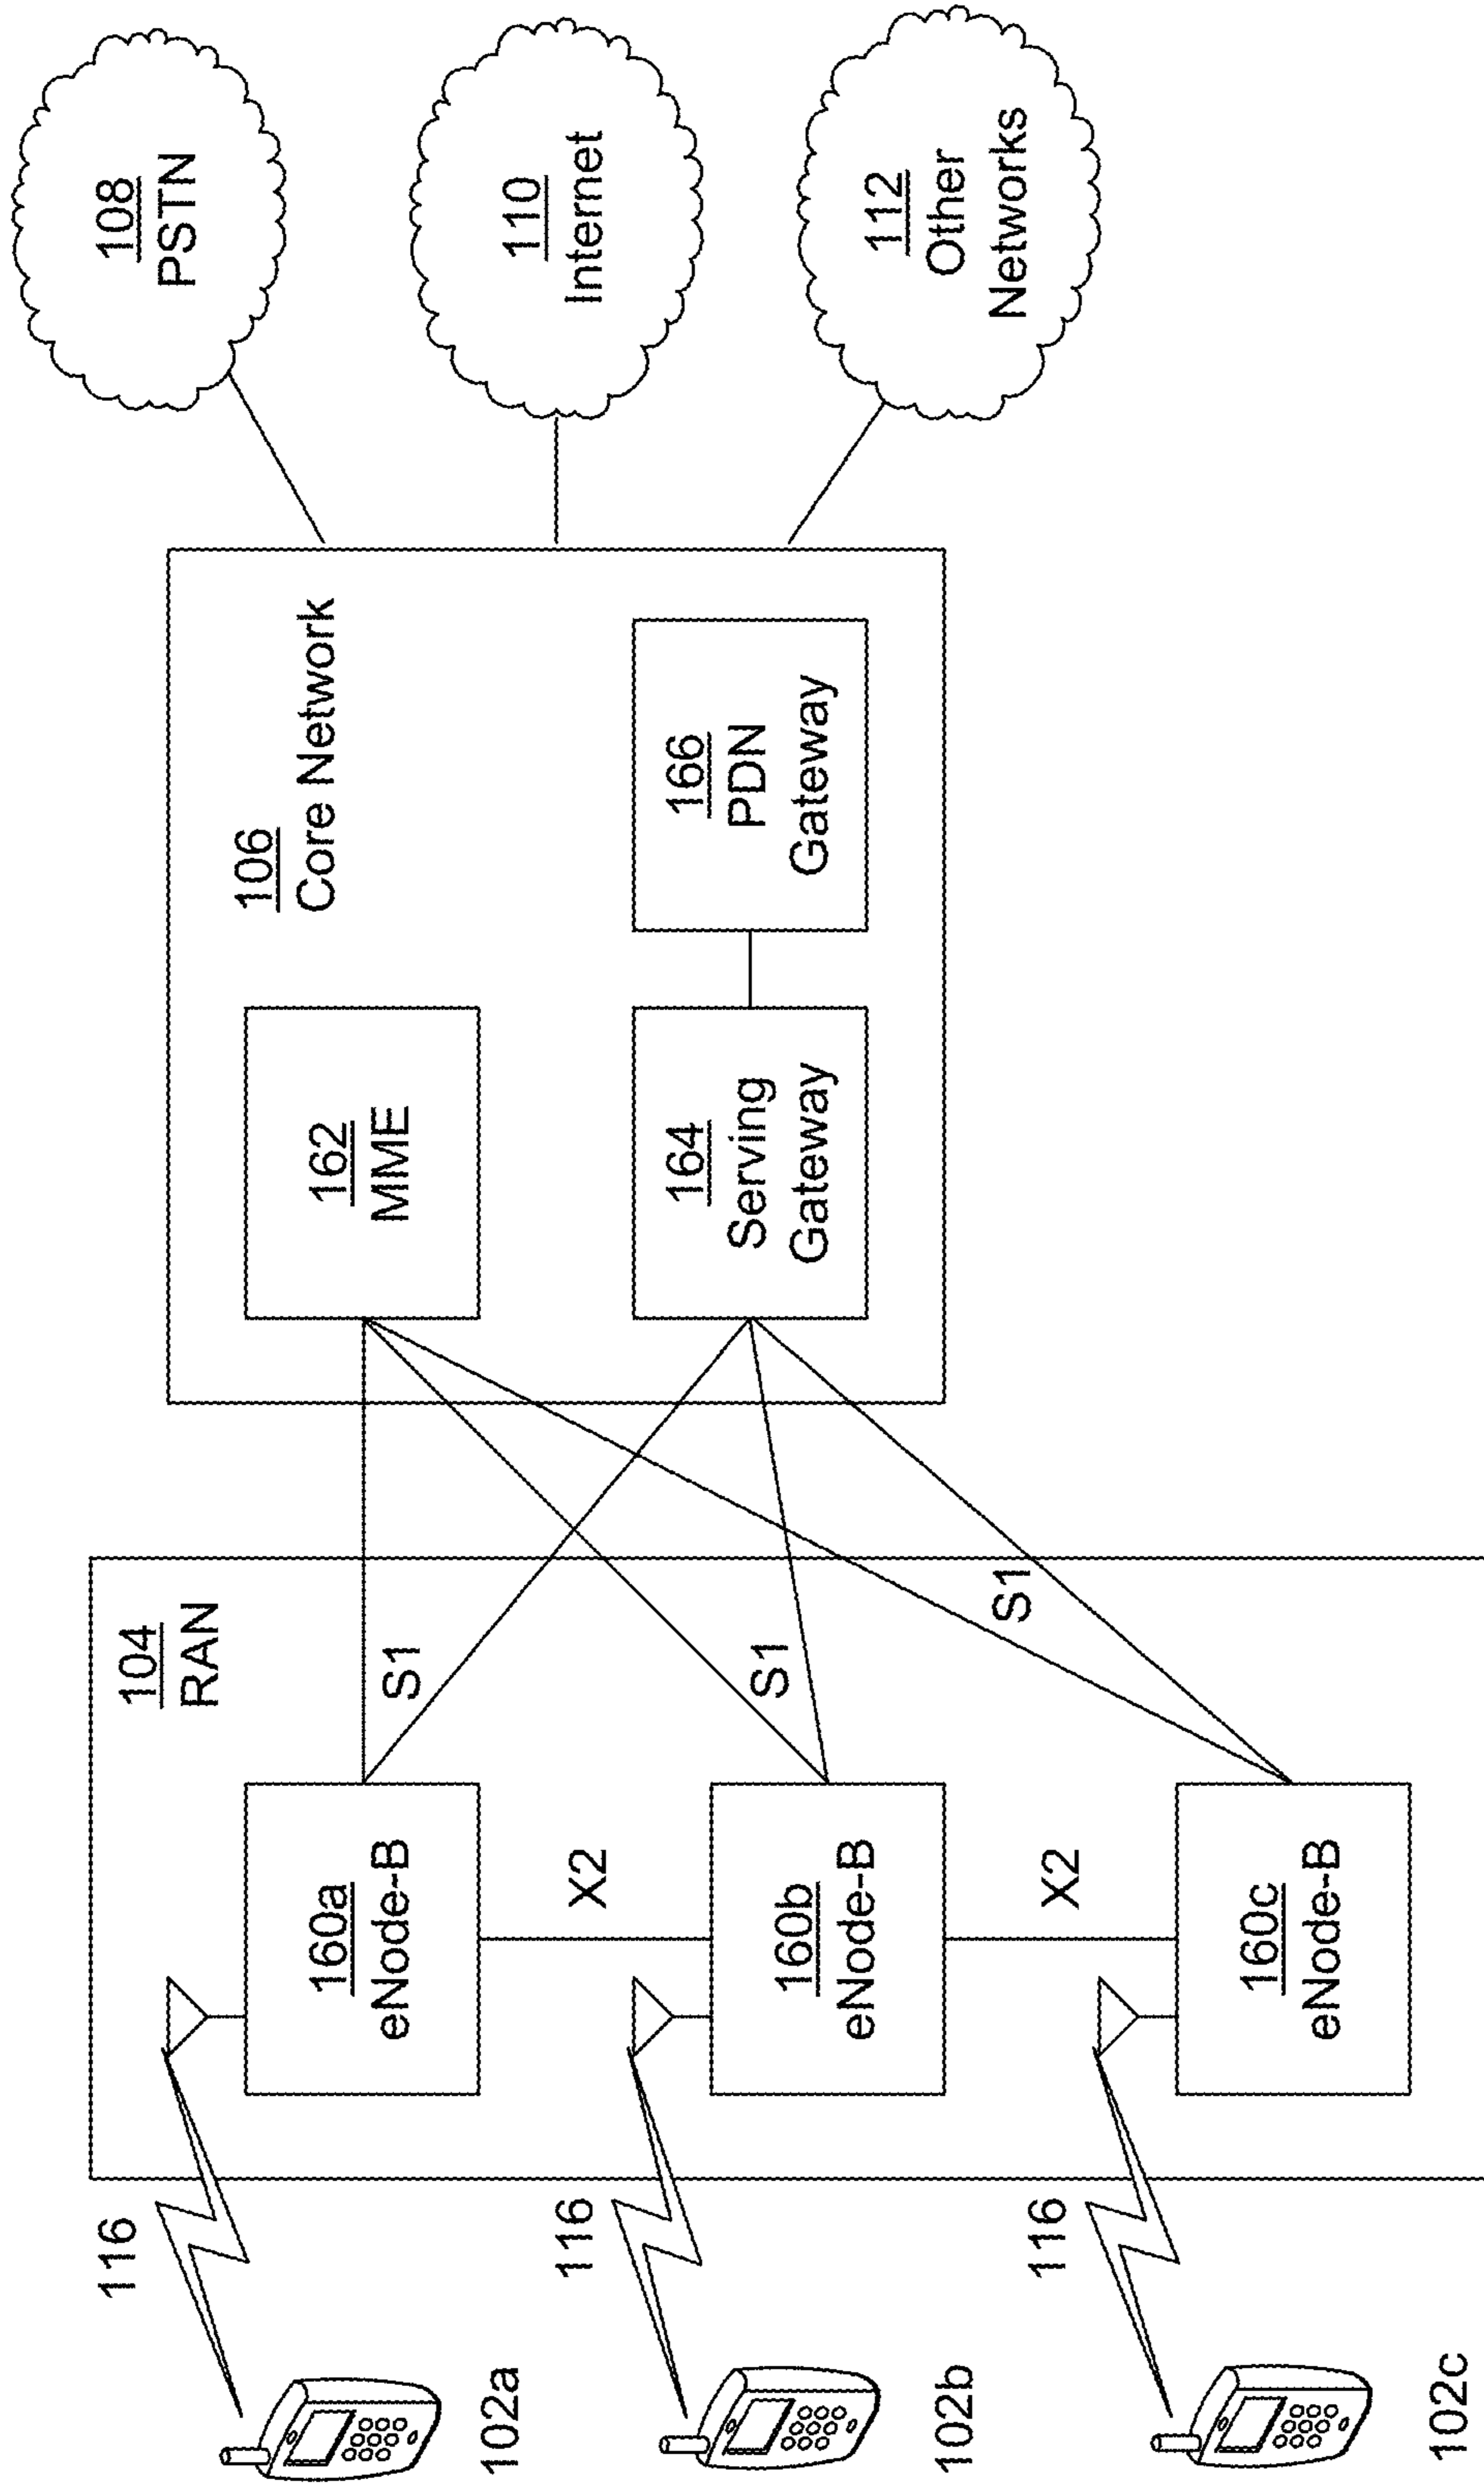 108
PSTN
110
Internet
112
Other
Networks
106
Core Network
162
MME
166
PDN
Gateway
164
Serving
Gateway
104
RAN
S1
S1
S1
160a
eNode-B
X2
160b
eNode-B
X2
160c
eNode-B
116
116
116
102a
102b
102c